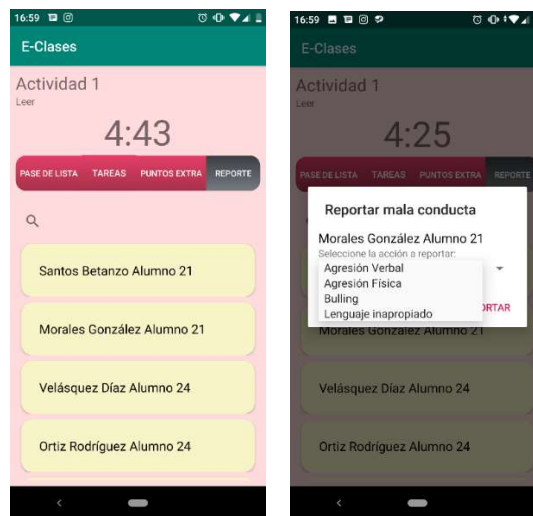 16:59
E-Clases
Actividad 1
Leer
4:43
PASE DE LISTA TAREAS PUNTOS EXTRA REPORTE
Santos Betanzo Alumno 21
Morales González Alumno 21
Velásquez Díaz Alumno 24
Ortiz Rodríguez Alumno 24
16:59
E-Clases
Actividad 1
Leer
4:25
PASE DE LISTA TAREAS PUNTOS EXTRA REPORTE
Reportar mala conducta
Morales González Alumno 21
Seleccione la acción a reportar:
Agresión Verbal
Agresión Física
Bulling
Lenguaje inapropiado
RTAR
Morales González Alumno 21
Velásquez Díaz Alumno 24
Ortiz Rodríguez Alumno 24